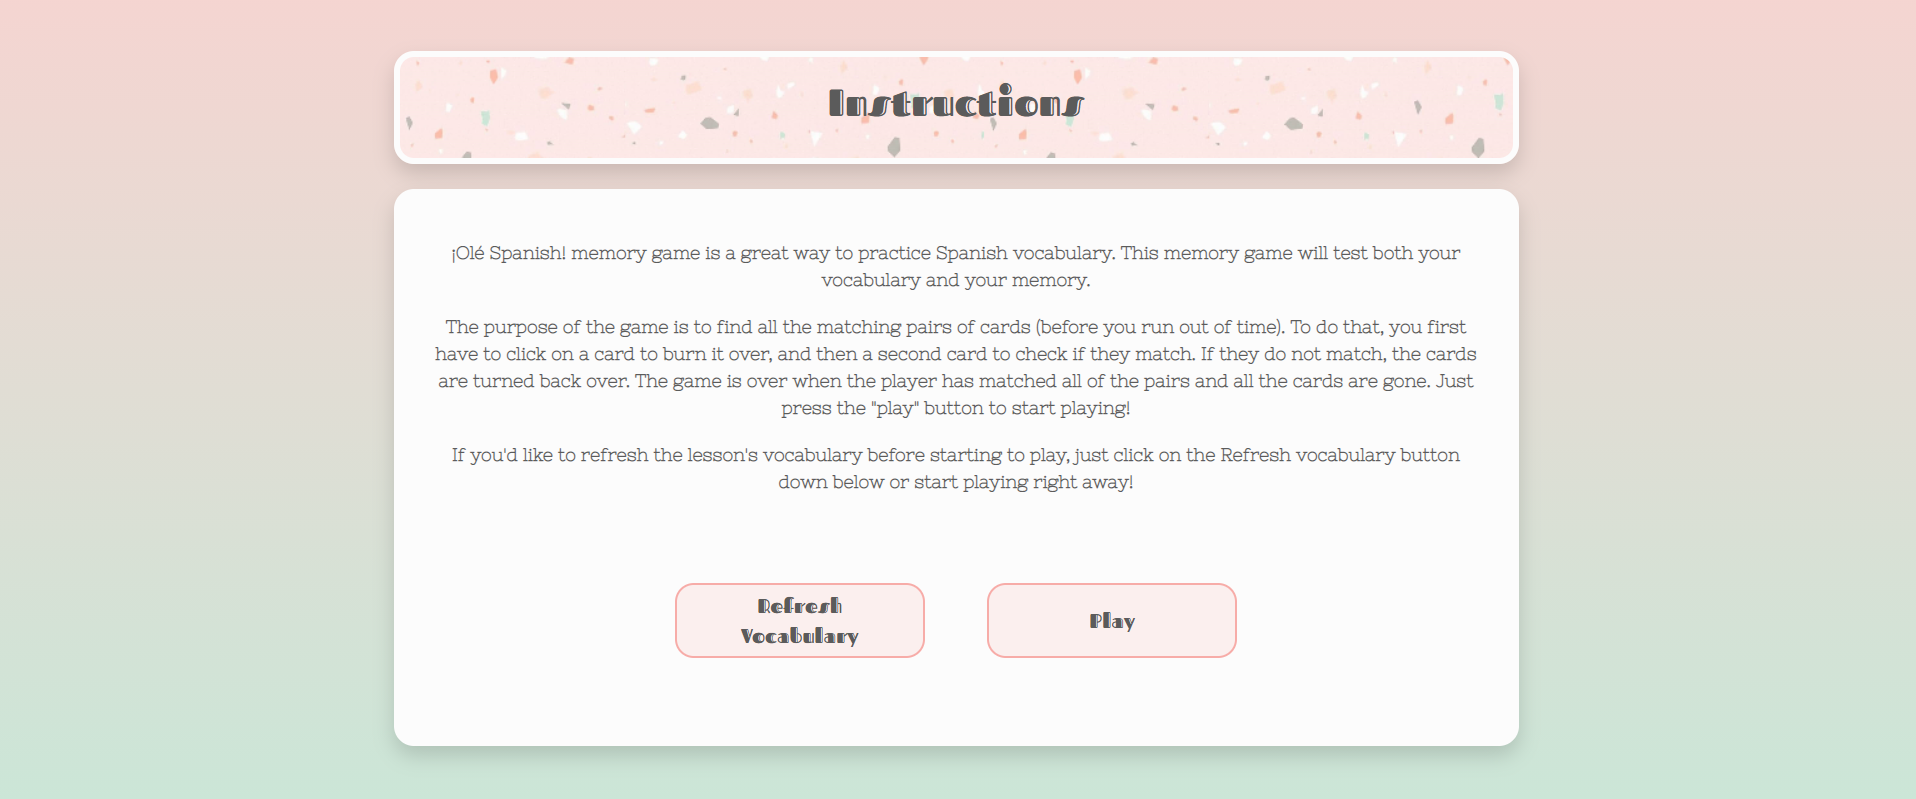 Instructions
¡Olé Spanish! memory game is a great way to practice Spanish vocabulary. This memory game will test both your
vocabulary and your memory.
The purpose of the game is to find all the matching pairs of cards (before you run out of time). To do that, you first
have to click on a card to burn it over, and then a second card to check if they match. If they do not match, the cards
are turned back over. The game is over when the player has matched all of the pairs and all the cards are gone. Just
press the "play" button to start playing!
If you'd like to refresh the lesson's vocabulary before starting to play, just click on the Refresh vocabulary button
down below or start playing right away!
Refresh
Vocabulary
Play